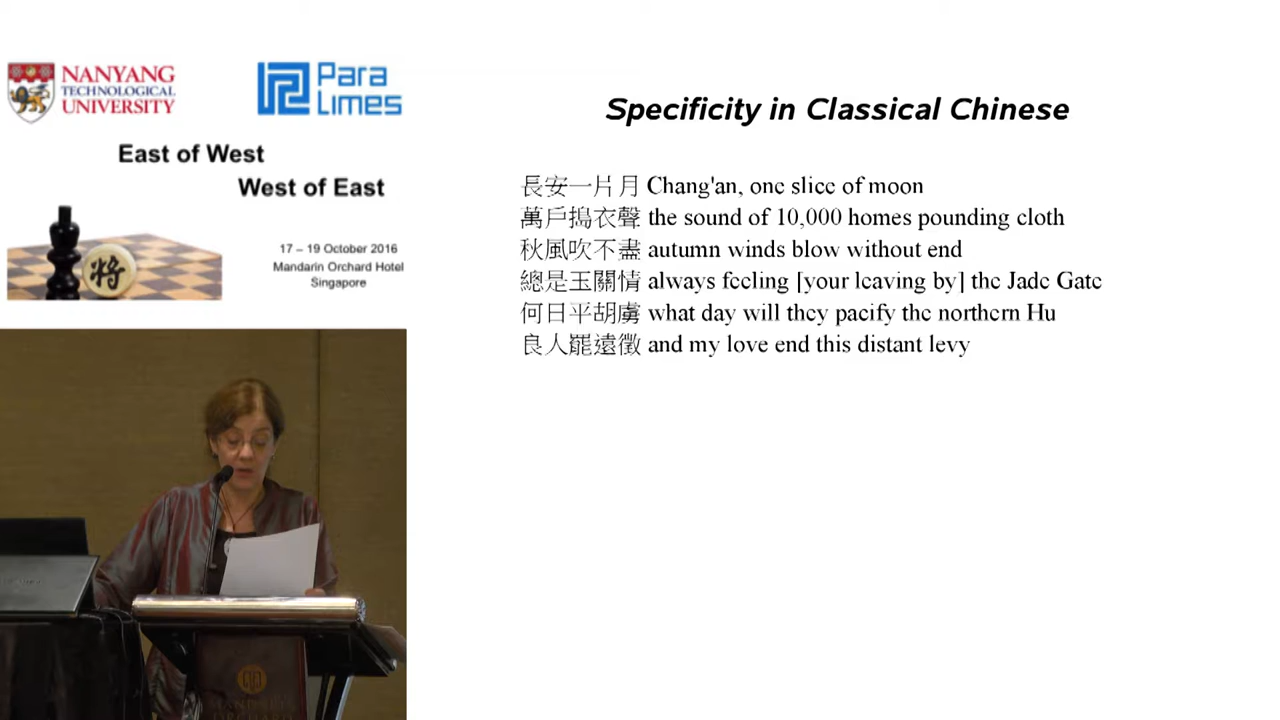 NANYANG
TECHNOLOGICAL
UNIVERSITY
Para
Limes
East of West
West of East
将
17 – 19 October 2016
Mandarin Orchard Hotel
Singapore
Specificity in Classical Chinese
長安一片月 Chang'an, one slice of moon
萬戶搗衣聲 the sound of 10,000 homes pounding cloth
秋風吹不盡 autumn winds blow without end
總是玉關情 always feeling [your leaving by] the Jade Gate
何日平胡虜 what day will they pacify the northern Hu
良人罷遠徵 and my love end this distant levy
MANDARIN
ORCHARD